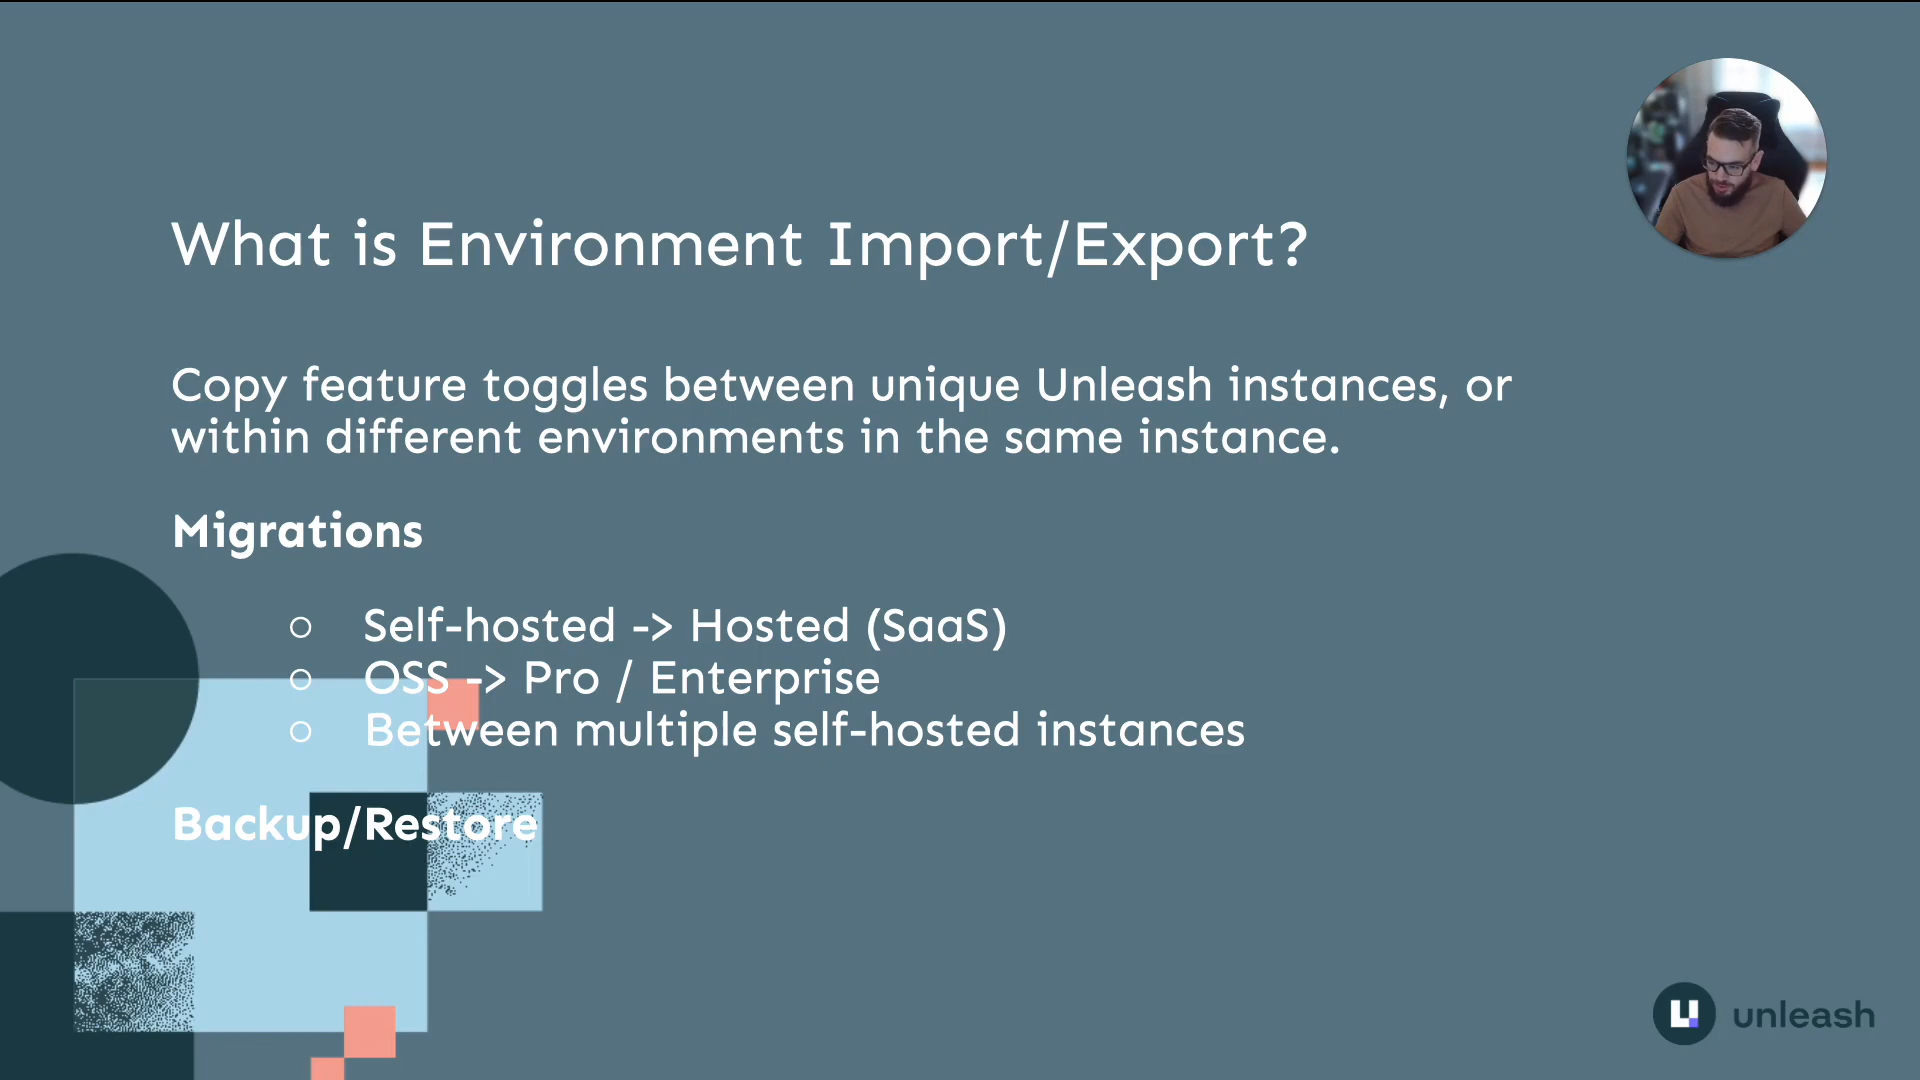 What is Environment Import/Export?
Copy feature toggles between unique Unleash instances, or
within different environments in the same instance.
Migrations
○ Self-hosted -> Hosted (SaaS)
○ OSS -> Pro / Enterprise
○ Between multiple self-hosted instances
Backup/Restore
unleash